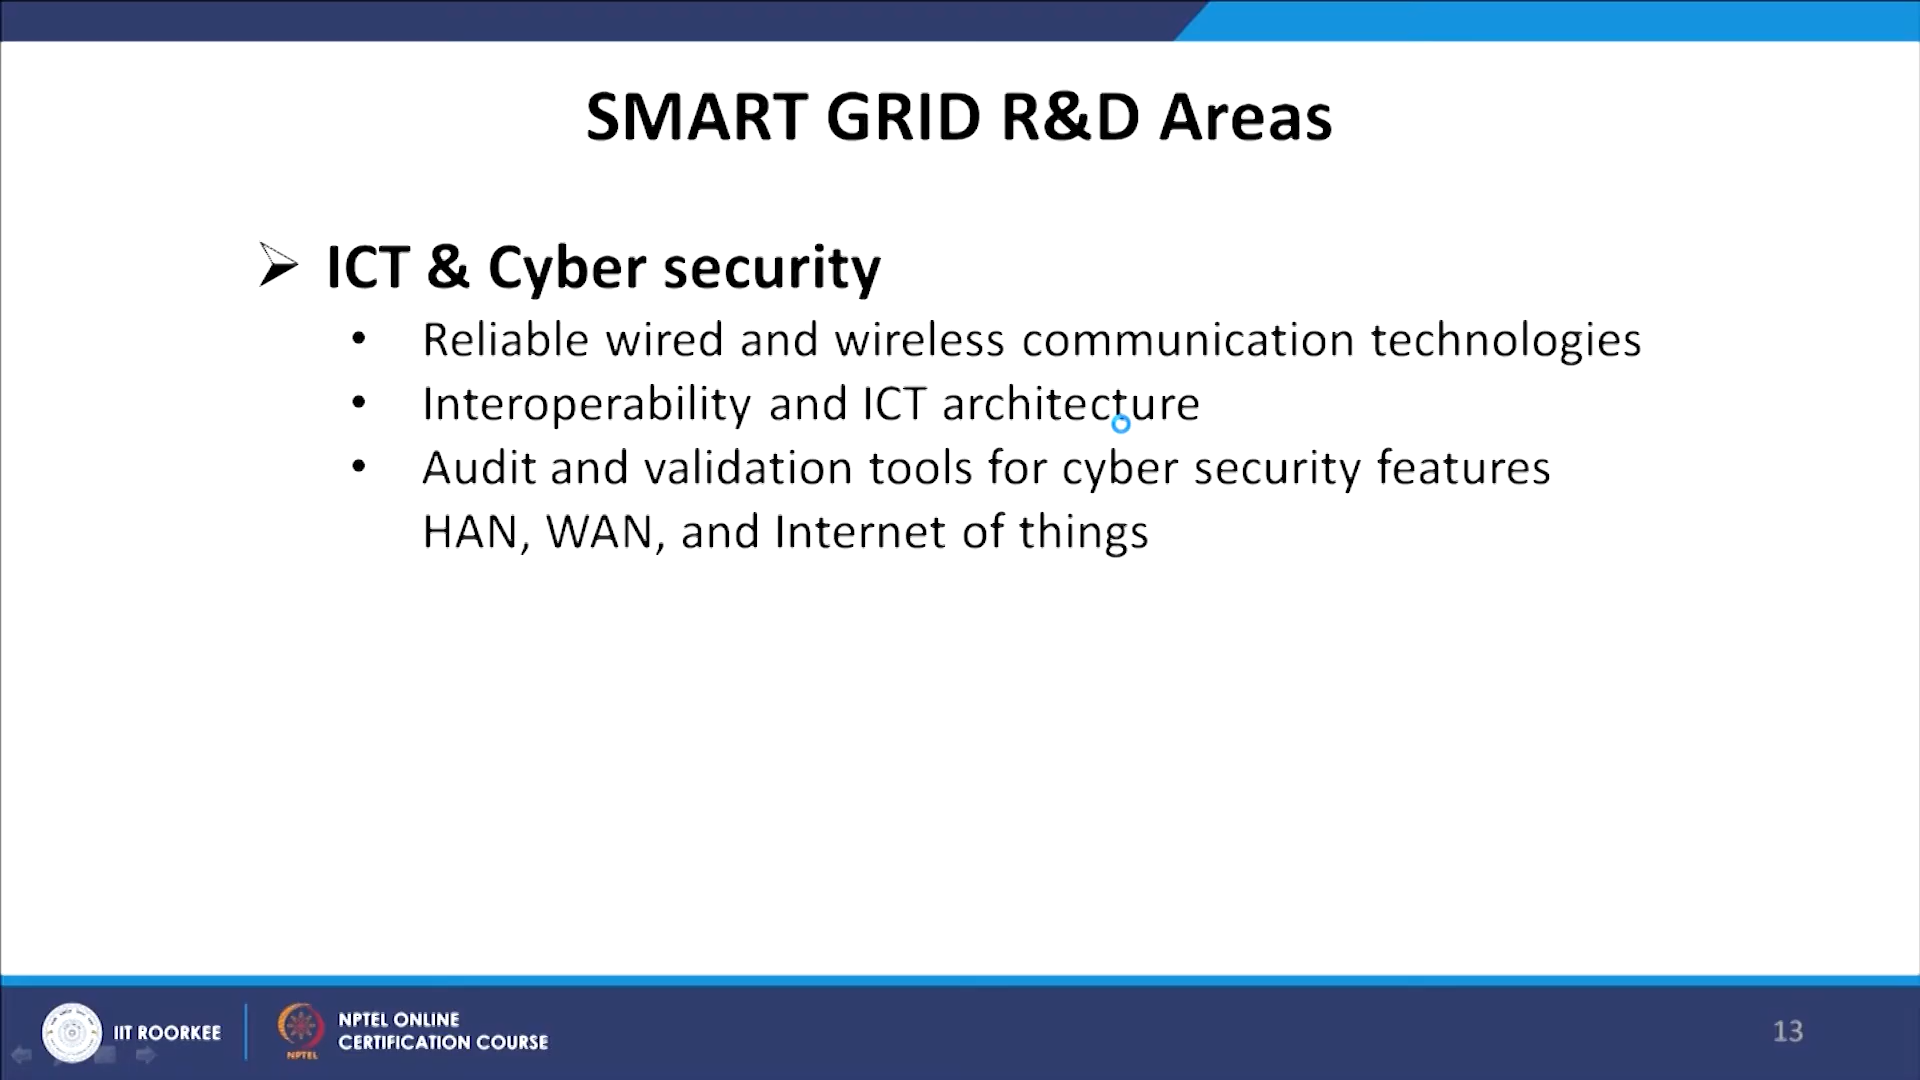 SMART GRID R&D Areas
➢ ICT & Cyber security
• Reliable wired and wireless communication technologies
• Interoperability and ICT architecture
• Audit and validation tools for cyber security features
HAN, WAN, and Internet of things
IIT ROORKEE
NPTEL
NPTEL ONLINE
CERTIFICATION COURSE
13